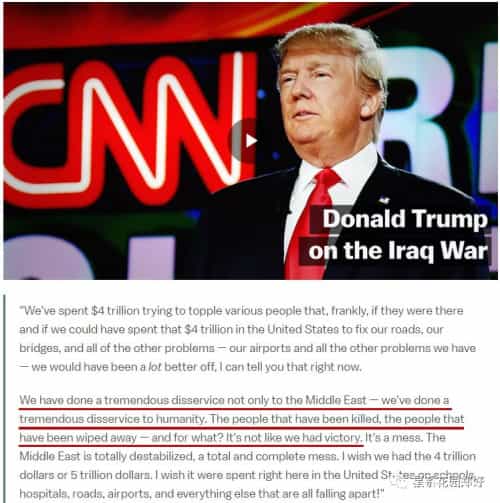 CNN
R
Donald Trump
on the Iraq War
"We've spent $4 trillion trying to topple various people that, frankly, if they were there
and if we could have spent that $4 trillion in the United States to fix our roads, our
bridges, and all of the other problems — our airports and all the other problems we have
— we would have been a lot better off, I can tell you that right now.
We have done a tremendous disservice not only to the Middle East — we've done a
tremendous disservice to humanity. The people that have been killed, the people that
have been wiped away — and for what? It's not like we had victory. It's a mess. The
Middle East is totally destabilized, a total and complete mess. I wish we had the 4 trillion
dollars or 5 trillion dollars. I wish it were spent right here in the United States on schools,
hospitals, roads, airports, and everything else that are all falling apart!"